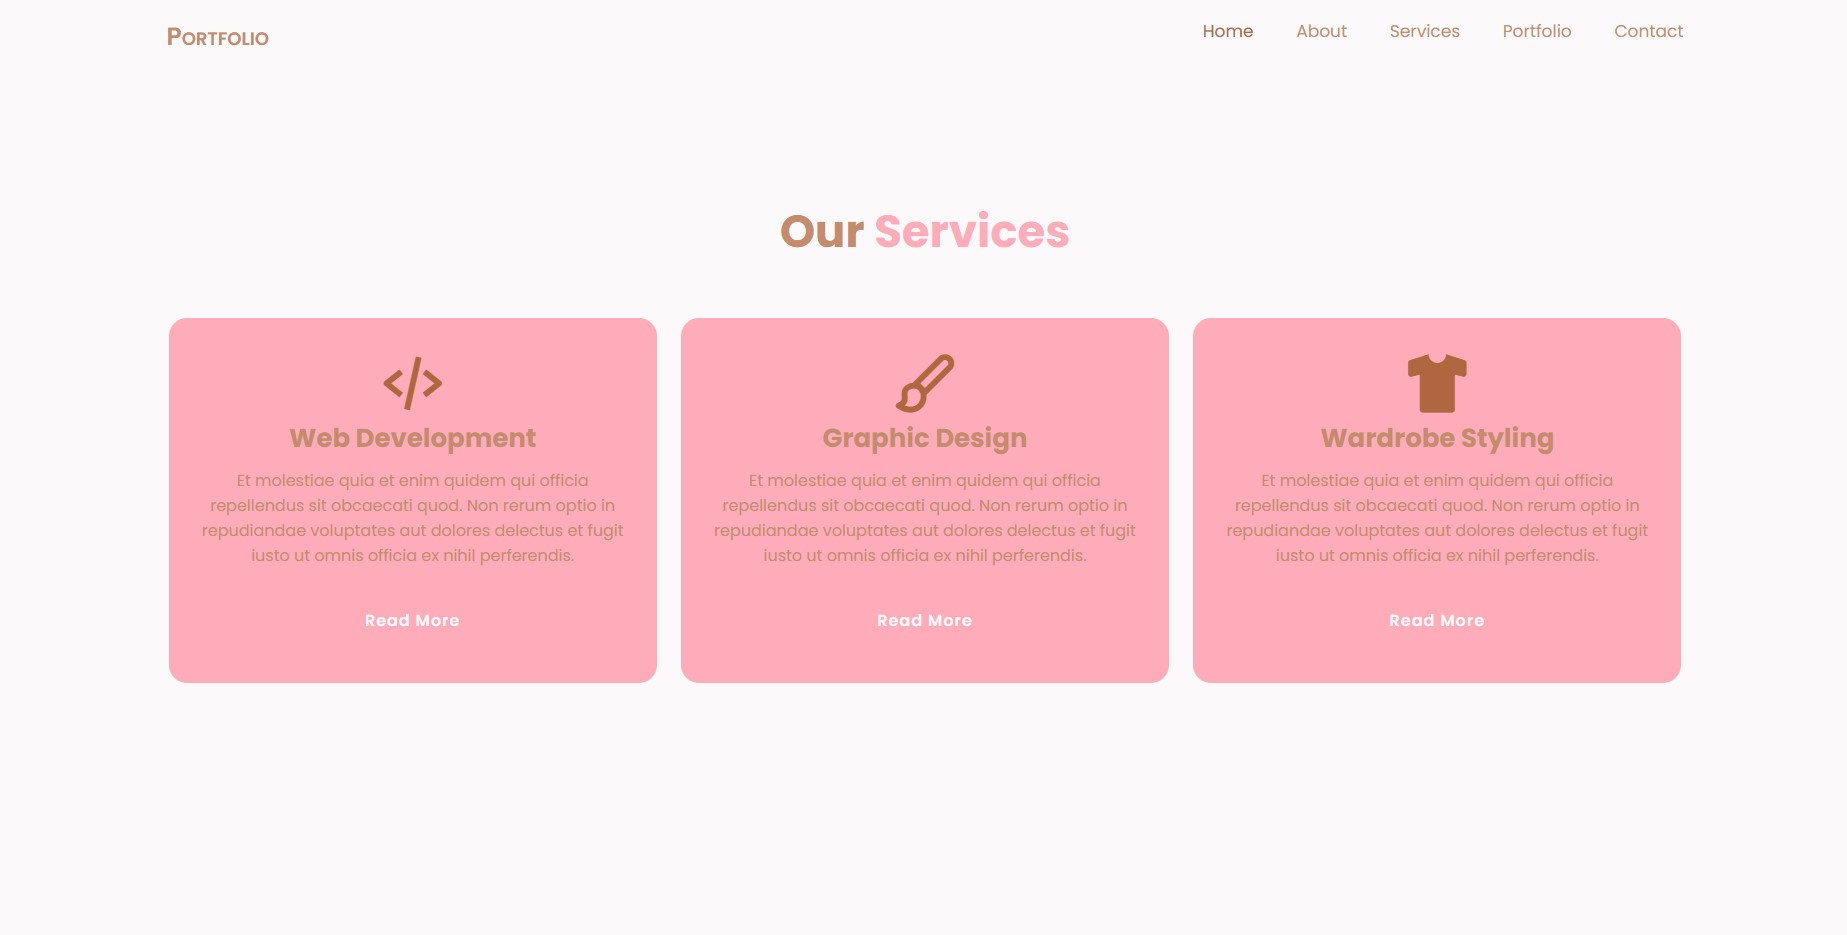 Portfolio
Home About Services Portfolio Contact
Our Services
Web Development
Et molestiae quia et enim quidem qui officia
repellendus sit obcaecati quod. Non rerum optio in
repudiandae voluptates aut dolores delectus et fugit
iusto ut omnis officia ex nihil perferendis.
Read More
Graphic Design
Et molestiae quia et enim quidem qui officia
repellendus sit obcaecati quod. Non rerum optio in
repudiandae voluptates aut dolores delectus et fugit
iusto ut omnis officia ex nihil perferendis.
Read More
Wardrobe Styling
Et molestiae quia et enim quidem qui officia
repellendus sit obcaecati quod. Non rerum optio in
repudiandae voluptates aut dolores delectus et fugit
iusto ut omnis officia ex nihil perferendis.
Read More